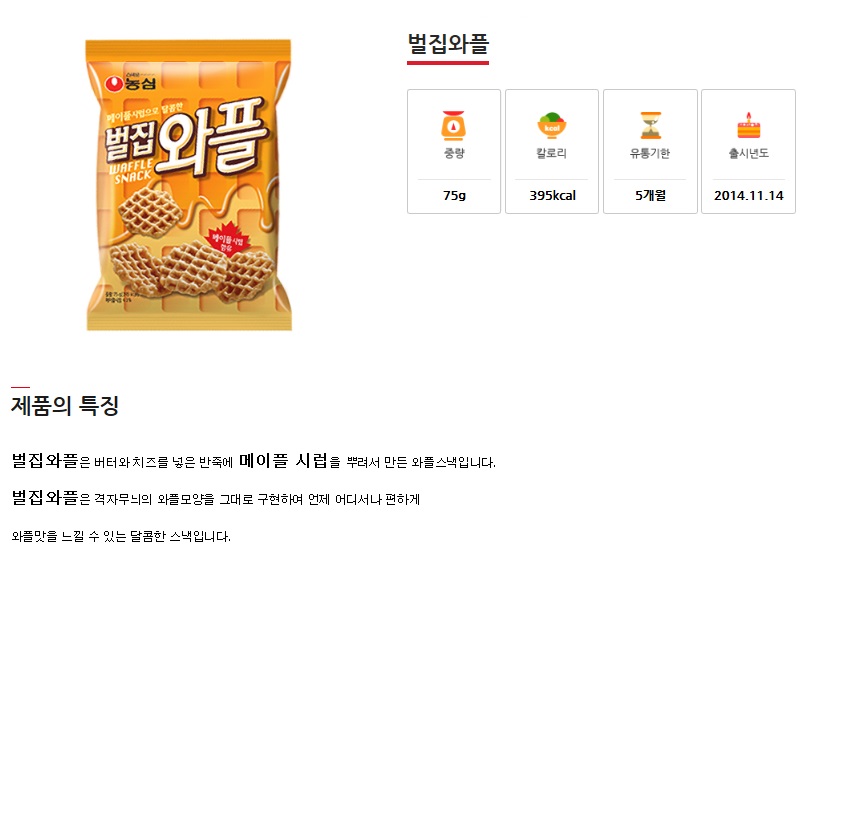 벌집와플
농심
메이플시럽으로 달콤한
벌집와플
WAFFLE
SNACK
메이플시럽
함유
kcal
중량
칼로리
유통기한
출시년도
75g
395kcal
5개월
2014.11.14
제품의 특징
벌집와플은 버터와 치즈를 넣은 반죽에 메이플 시럽을 뿌려서 만든 와플스낵입니다.
벌집와플은 격자무늬의 와플모양을 그대로 구현하여 언제 어디서나 편하게
와플맛을 느낄 수 있는 달콤한 스낵입니다.